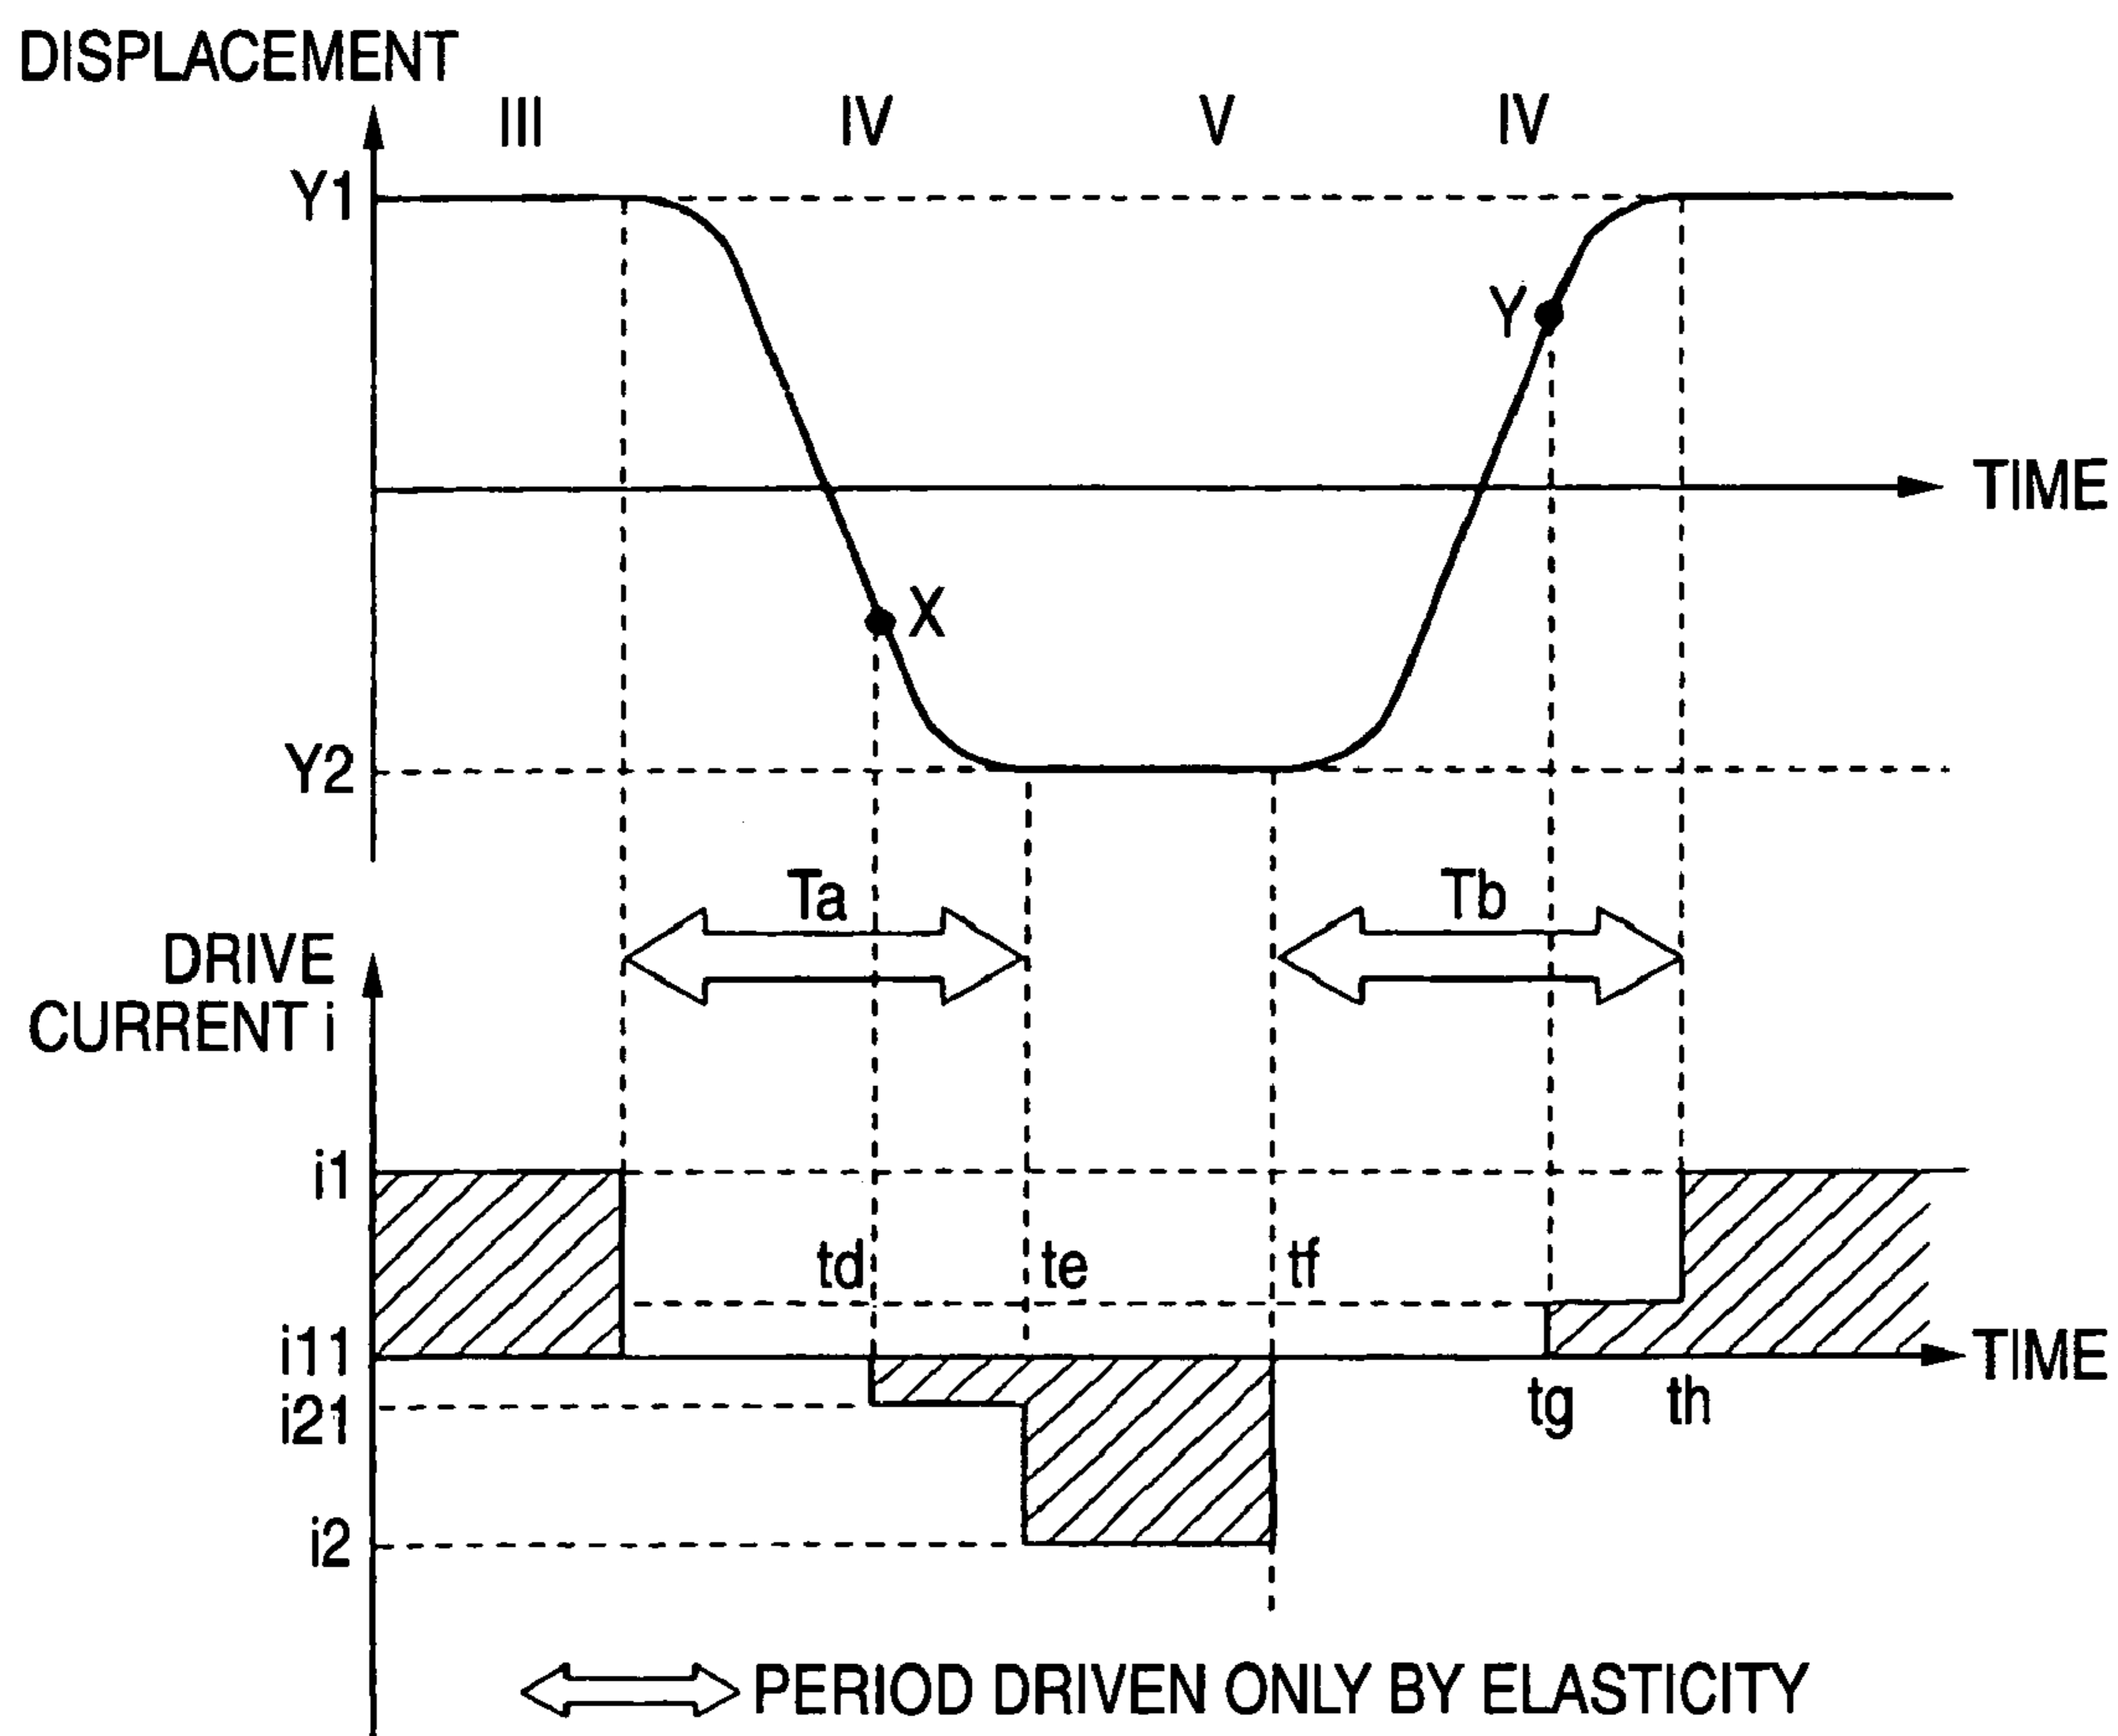 DISPLACEMENT
III IV V IV
Y1
Y
TIME
X
Y2
Ta Tb
DRIVE
CURRENT i
i1
td te tf
i11
TIME
i21
tg th
i2
PERIOD DRIVEN ONLY BY ELASTICITY